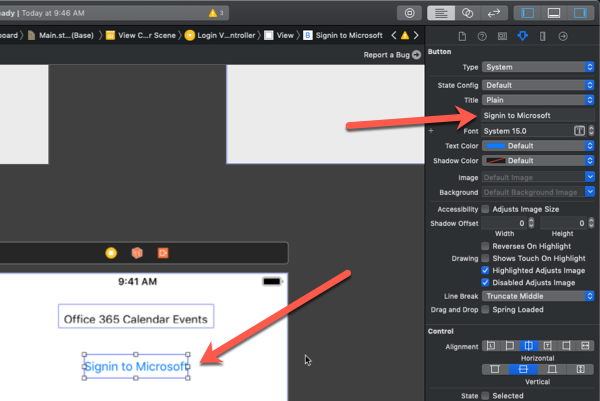 eady | Today at 9:46 AM
3
board
Main.st...(Base)
View C...r Scene
Login V...ntroller
View
B Signin to Microsoft
Report a Bug
Button
Type System
State Config Default
Title Plain
Signin to Microsoft
+ Font System 15.0 T
Text Color Default
Shadow Color Default
Image Default Image
Background Default Background Image
Accessibility Adjusts Image Size
Shadow Offset 0 0
Width Height
Reverses On Highlight
Drawing Shows Touch On Highlight
Highlighted Adjusts Image
Disabled Adjusts Image
Line Break Truncate Middle
Drag and Drop Spring Loaded
Control
Alignment
Horizontal
Vertical
State Selected
9:41 AM
Office 365 Calendar Events
Signin to Microsoft